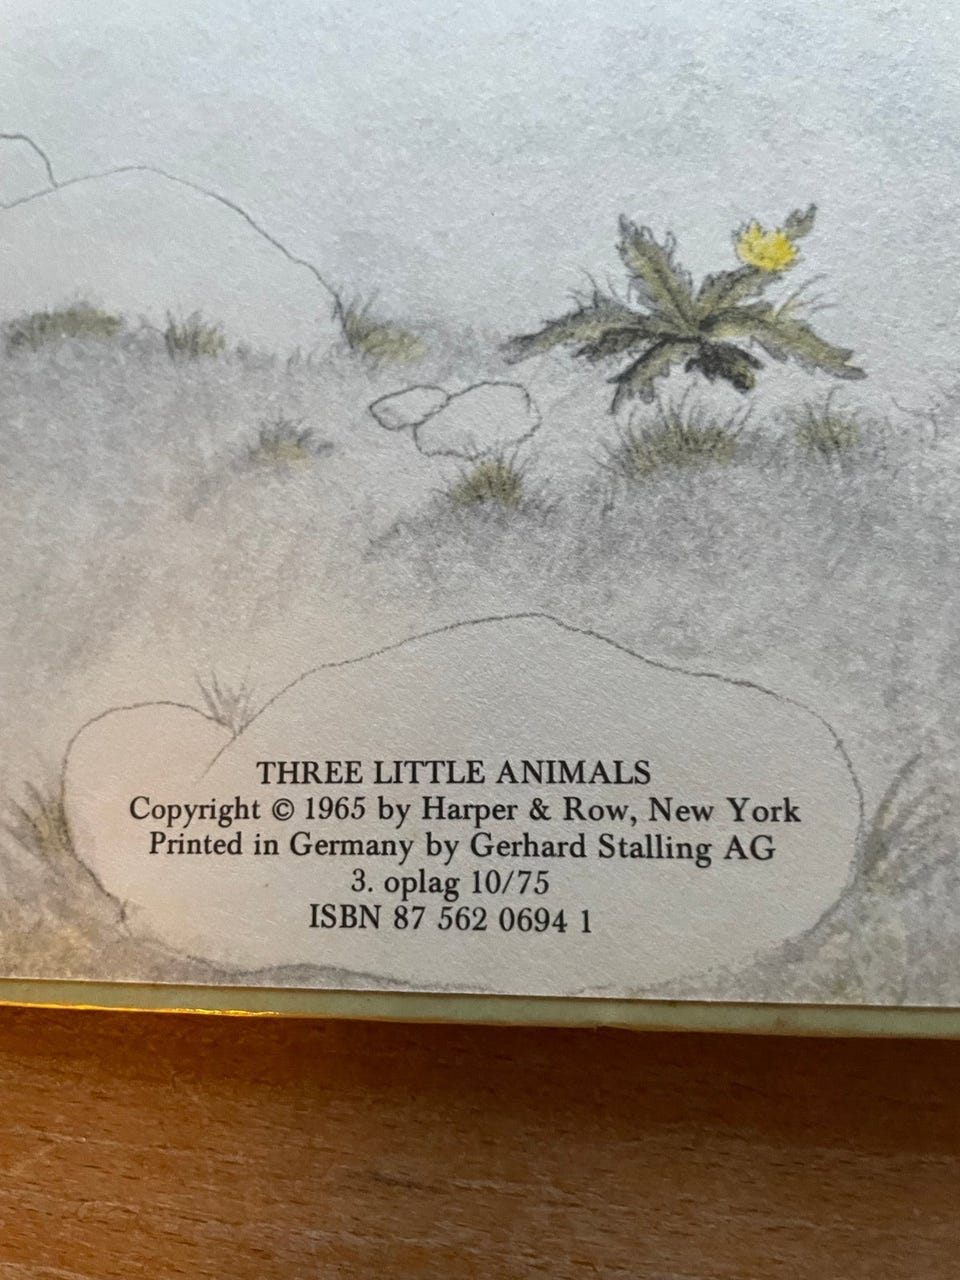 THREE LITTLE ANIMALS
Copyright © 1965 by Harper & Row, New York
Printed in Germany by Gerhard Stalling AG
3. oplag 10/75
ISBN 87 562 0694 1